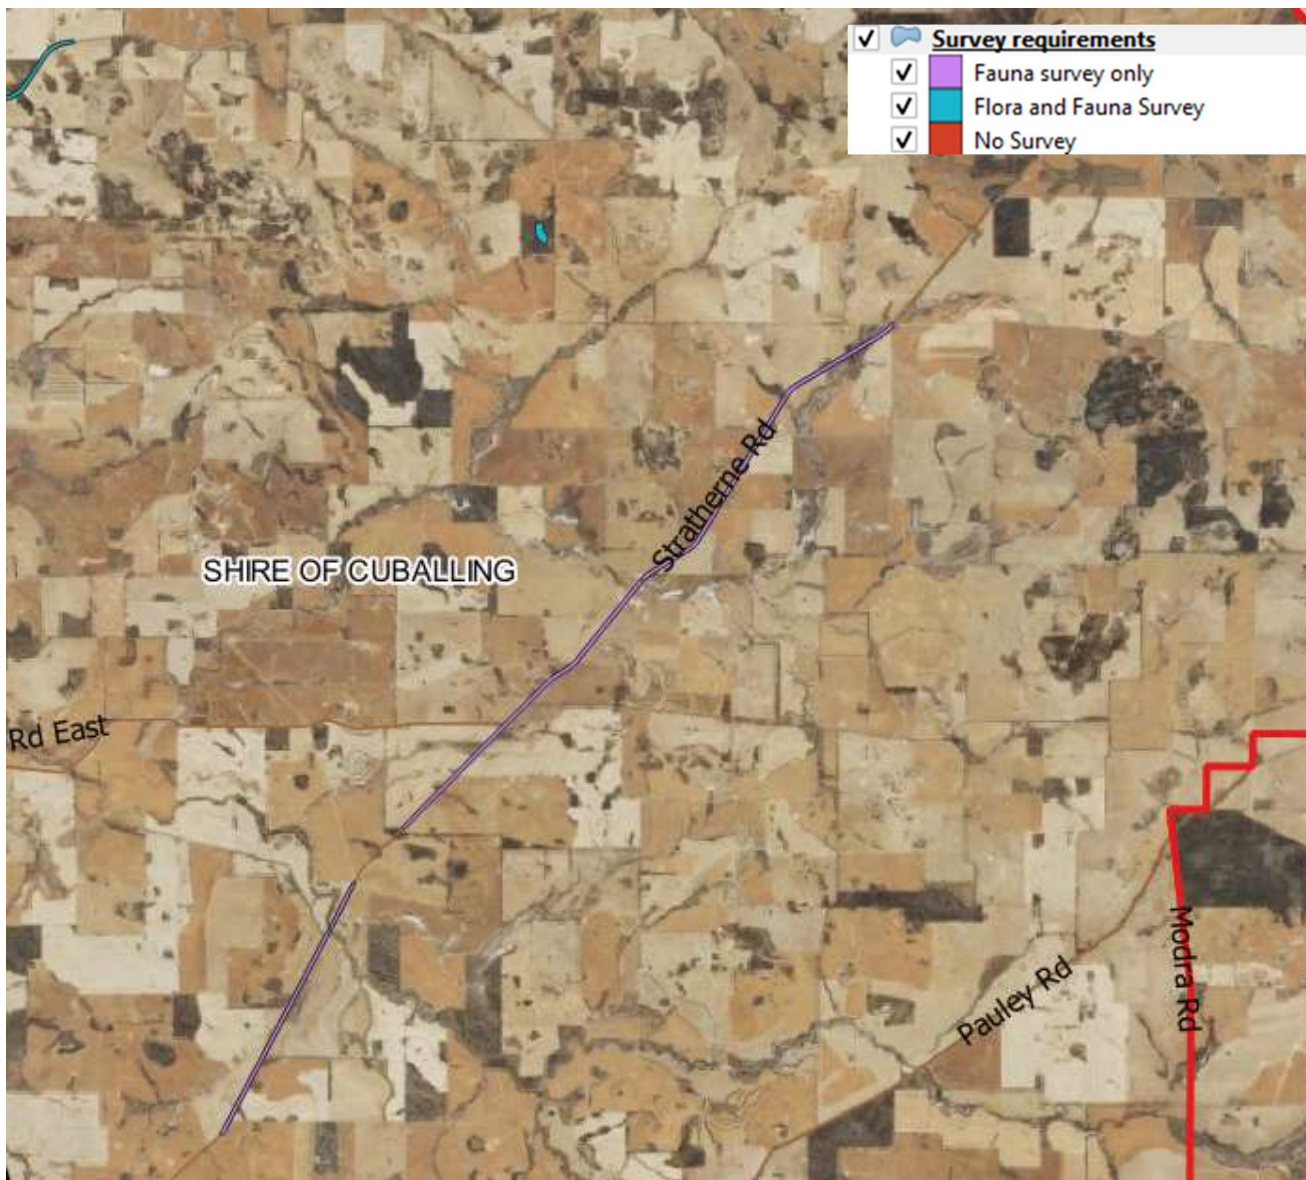 Survey requirements
Fauna survey only
Flora and Fauna Survey
No Survey
Stratherne Rd
SHIRE OF CUBALLING
Rd East
Modra Rd
Pauley Rd